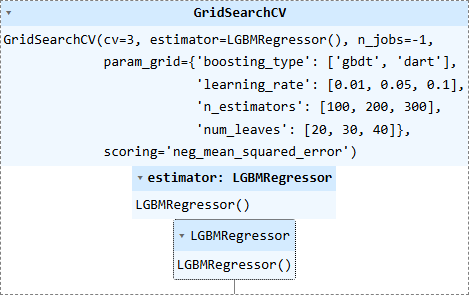 GridSearchCV
GridSearchCV(cv=3, estimator=LGBMRegressor(), n_jobs=-1,
             param_grid={'boosting_type': ['gbdt', 'dart'],
                         'learning_rate': [0.01, 0.05, 0.1],
                         'n_estimators': [100, 200, 300],
                         'num_leaves': [20, 30, 40]},
             scoring='neg_mean_squared_error')
estimator: LGBMRegressor
LGBMRegressor()
LGBMRegressor
LGBMRegressor()